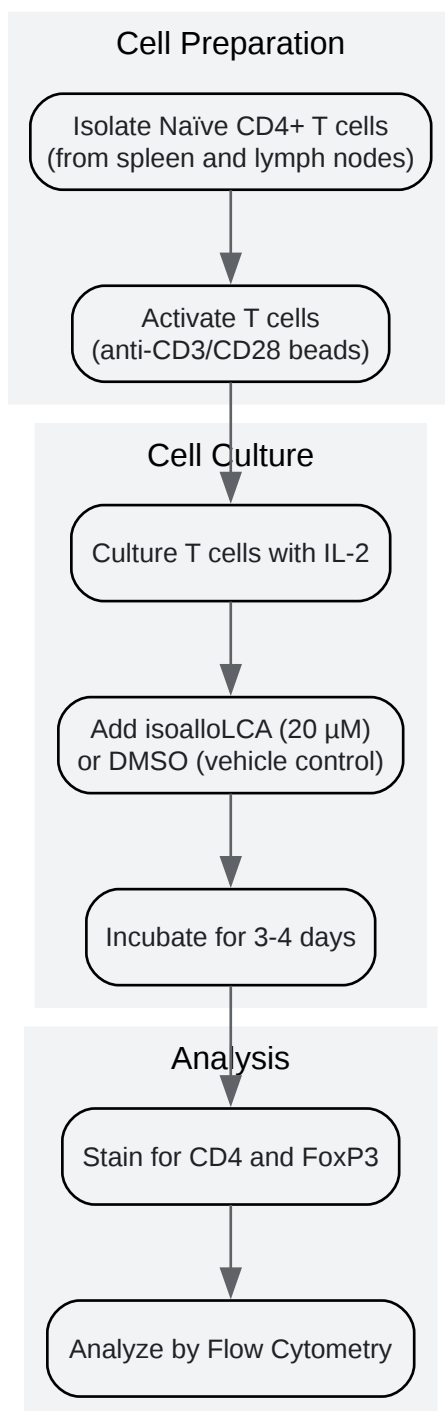 Cell Preparation
Isolate Naïve CD4+ T cells
(from spleen and lymph nodes)
Activate T cells
(anti-CD3/CD28 beads)
Cell Culture
Culture T cells with IL-2
Add isoalloLCA (20 µM)
or DMSO (vehicle control)
Incubate for 3-4 days
Analysis
Stain for CD4 and FoxP3
Analyze by Flow Cytometry